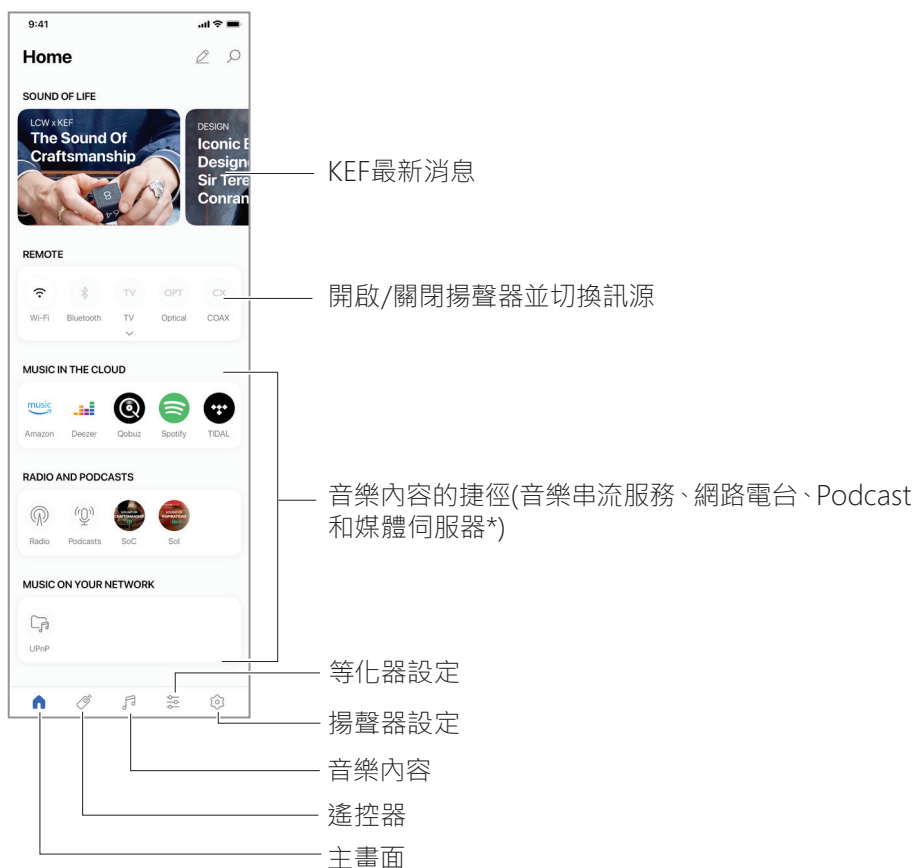 9:41
Home
SOUND OF LIFE
LCW x KEF
The Sound Of
Craftsmanship
DESIGN
Iconic
Design
Sir Tere
Conran
KEF最新消息
REMOTE
TV OPT CX
Wi-Fi Bluetooth TV Optical COAX
開啟/關閉揚聲器並切換訊源
MUSIC IN THE CLOUD
music
Amazon Deezer Qobuz Spotify TIDAL
RADIO AND PODCASTS
音樂內容的捷徑(音樂串流服務、網路電台、Podcast
和媒體伺服器*)
Radio Podcasts SoC SoI
MUSIC ON YOUR NETWORK
UPnP
等化器設定
揚聲器設定
音樂內容
遙控器
主畫面